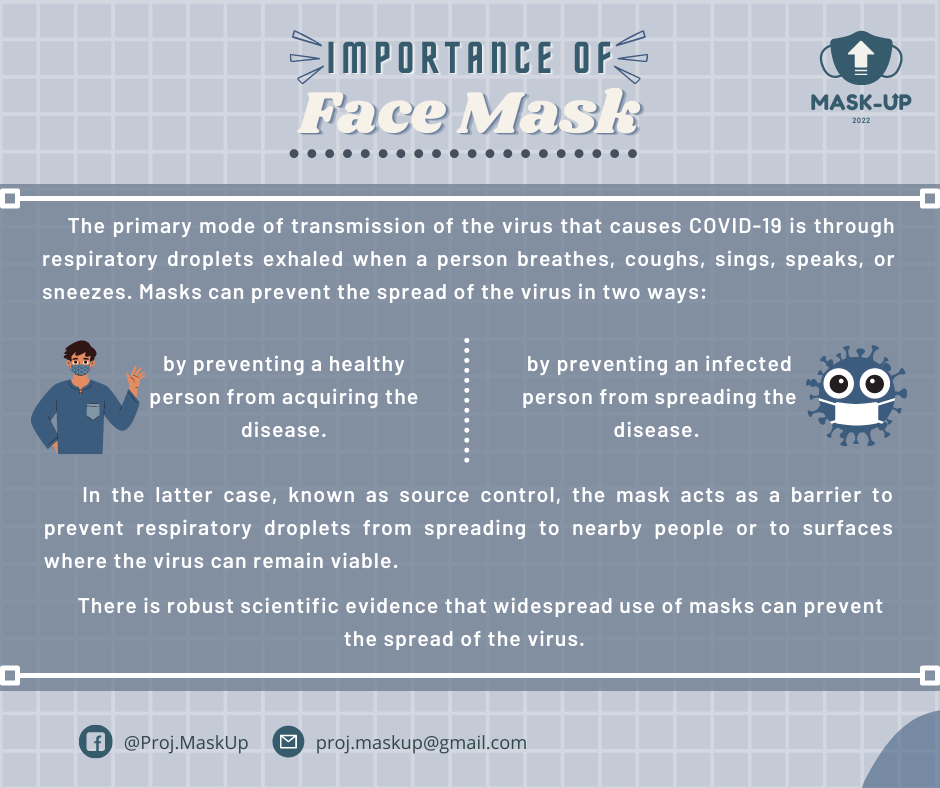 IMPORTANCE OF
Face Mask
MASK-UP
2022
The primary mode of transmission of the virus that causes COVID-19 is through
respiratory droplets exhaled when a person breathes, coughs, sings, speaks, or
sneezes. Masks can prevent the spread of the virus in two ways:
by preventing a healthy
person from acquiring the
disease.
by preventing an infected
person from spreading the
disease.
In the latter case, known as source control, the mask acts as a barrier to
prevent respiratory droplets from spreading to nearby people or to surfaces
where the virus can remain viable.
There is robust scientific evidence that widespread use of masks can prevent
the spread of the virus.
@Proj.MaskUp
proj.maskup@gmail.com